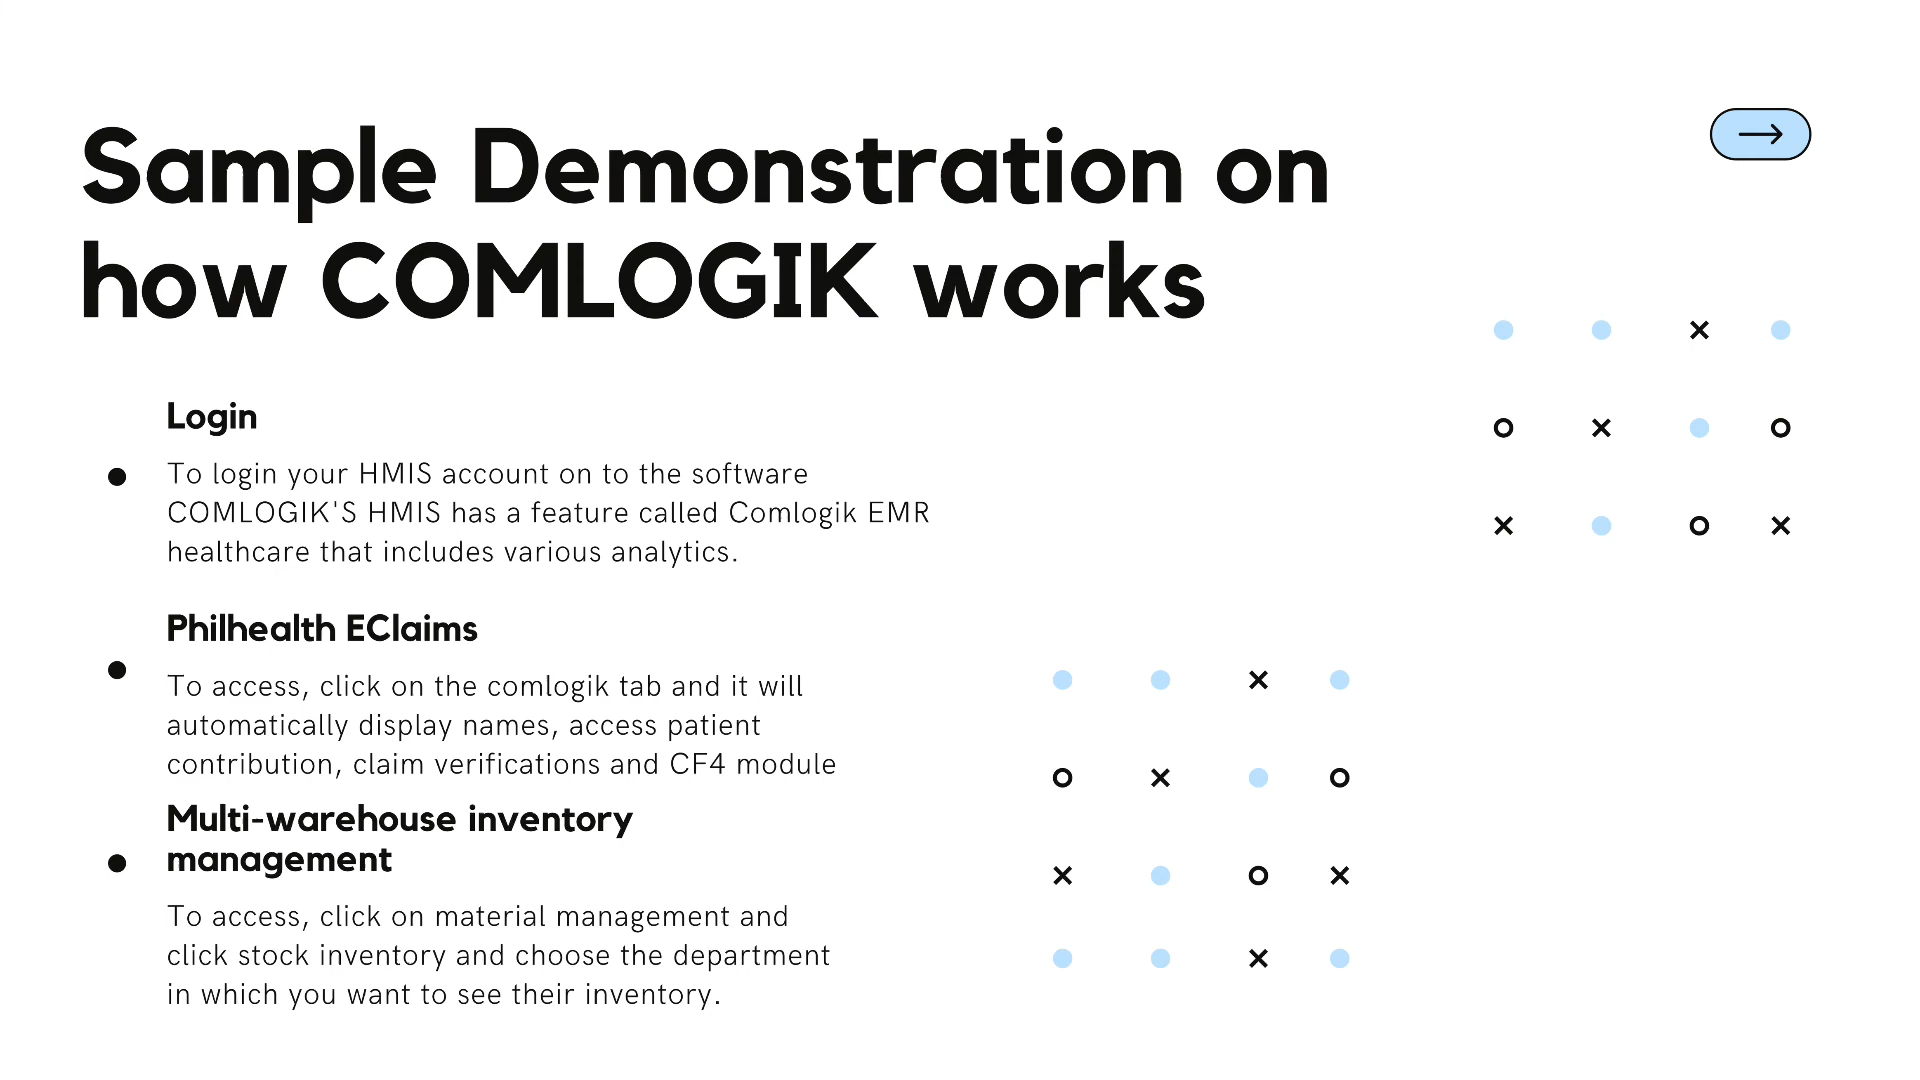 Sample Demonstration on
how COMLOGIK works
Login
To login your HMIS account on to the software
COMLOGIK'S HMIS has a feature called Comlogik EMR
healthcare that includes various analytics.
Philhealth EClaims
To access, click on the comlogik tab and it will
automatically display names, access patient
contribution, claim verifications and CF4 module
Multi-warehouse inventory
management
To access, click on material management and
click stock inventory and choose the department
in which you want to see their inventory.